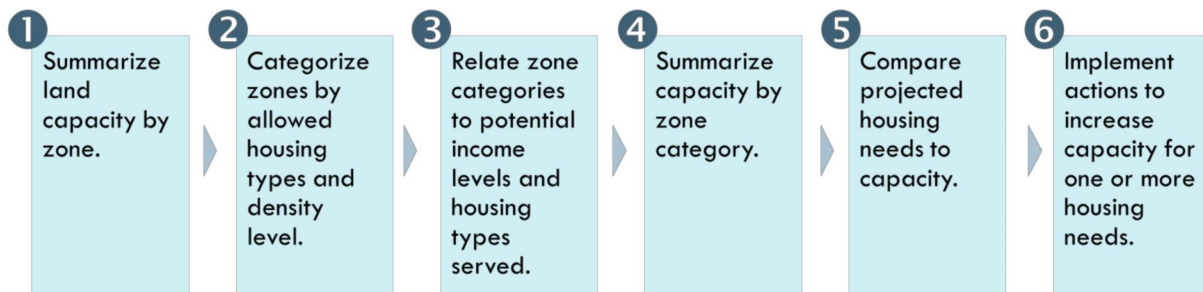 1
Summarize
land
capacity by
zone.
2
Categorize
zones by
allowed
housing
types and
density
level.
3
Relate zone
categories
to potential
income
levels and
housing
types
served.
4
Summarize
capacity by
zone
category.
5
Compare
projected
housing
needs to
capacity.
6
Implement
actions to
increase
capacity for
one or more
housing
needs.